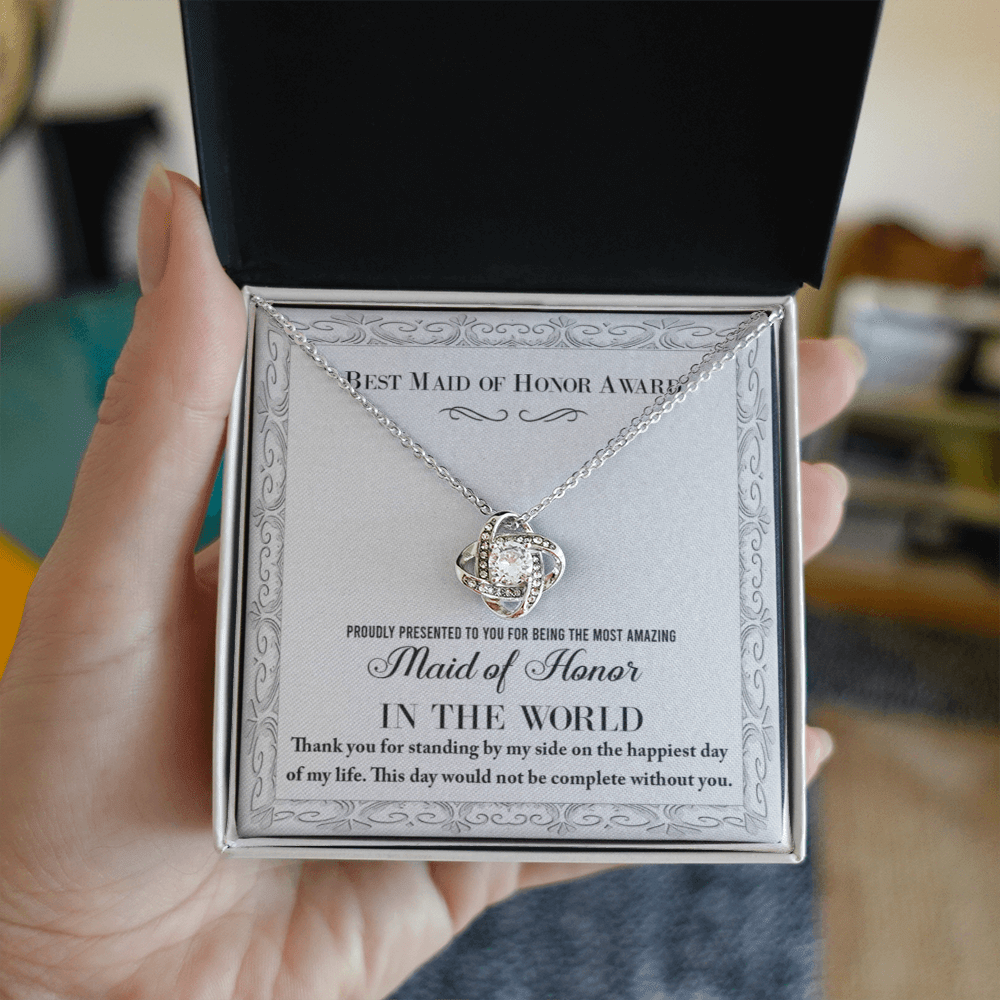 Best Maid of Honor Award
PROUDLY PRESENTED TO YOU FOR BEING THE MOST AMAZING
Maid of Honor
IN THE WORLD
Thank you for standing by my side on the happiest day
of my life. This day would not be complete without you.